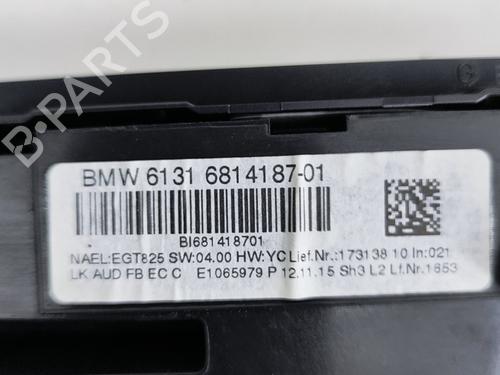 B-PARTS
BMW 6131 6814187-01
BI681418701
NAEL:EGT825 SW:04.00 HW:YC Lief.Nr.:173138 10 In:021
LK AUD FB EC C E1065979 P 12.11.15 Sh3 L2 Lf.Nr.1653